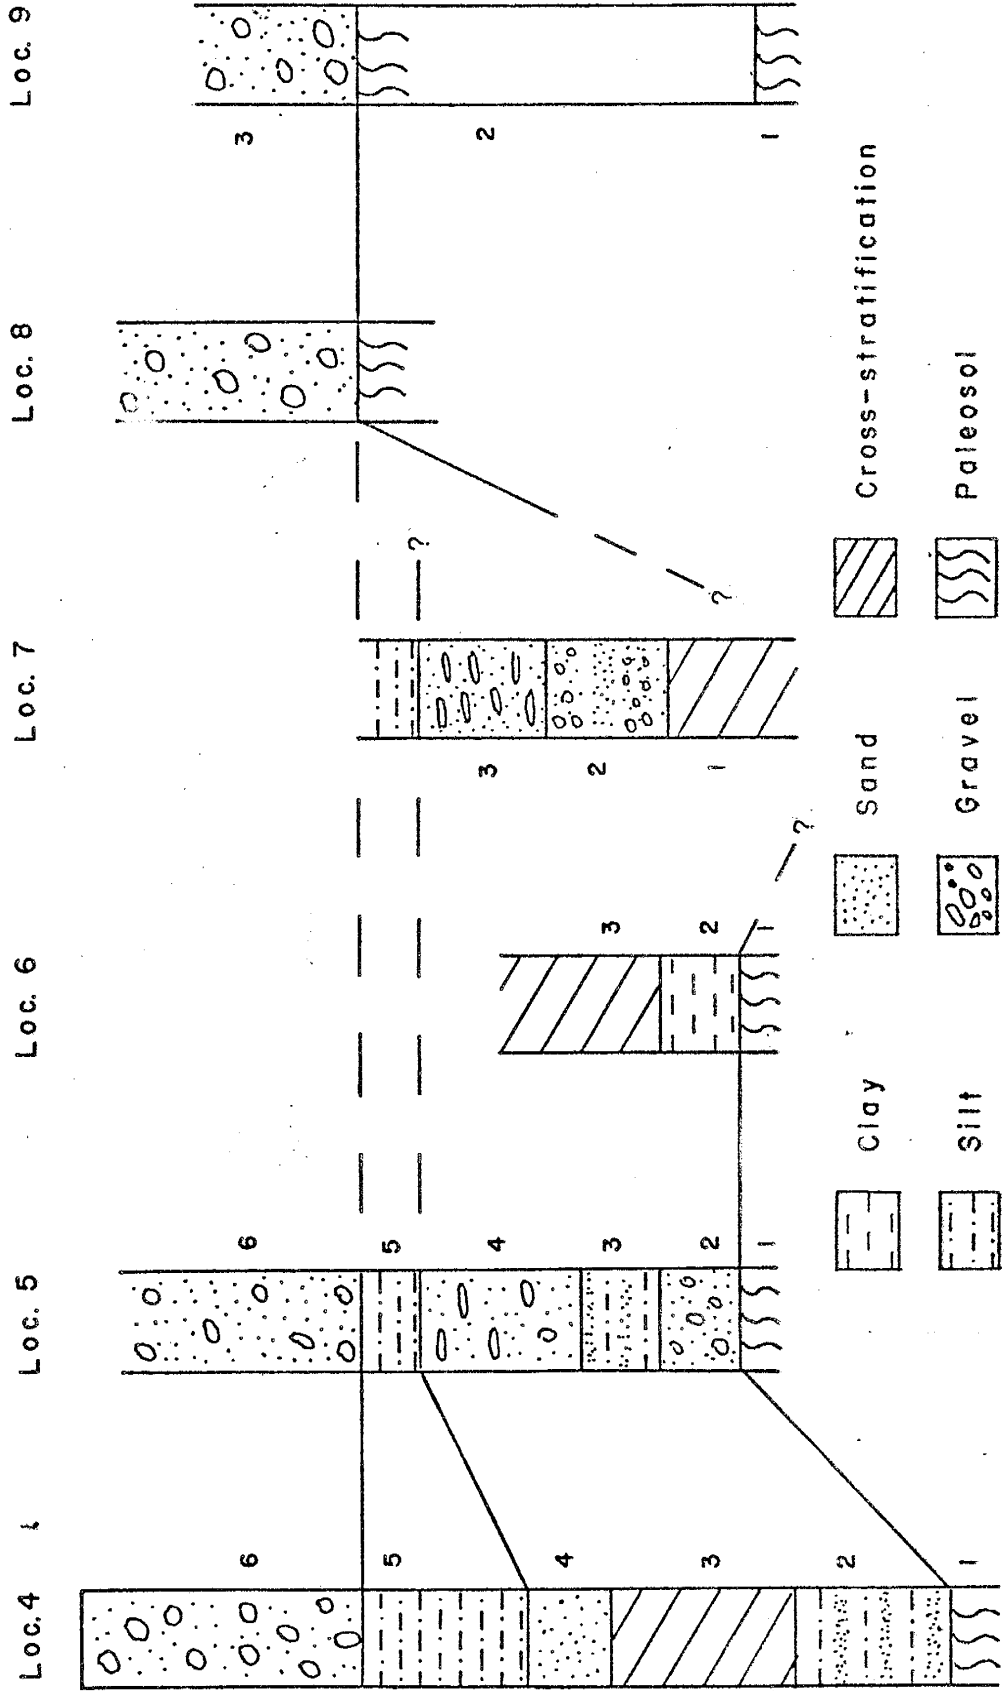 Loc. 4
6
5
4
3
2
1
Loc. 5
6
5
4
3
2
1
Loc. 6
3
2
1
?
Loc. 7
3
2
1
?
?
Loc. 8
Loc. 9
3
2
1
Clay
Sand
Cross-stratification
Silt
Gravel
Paleosol